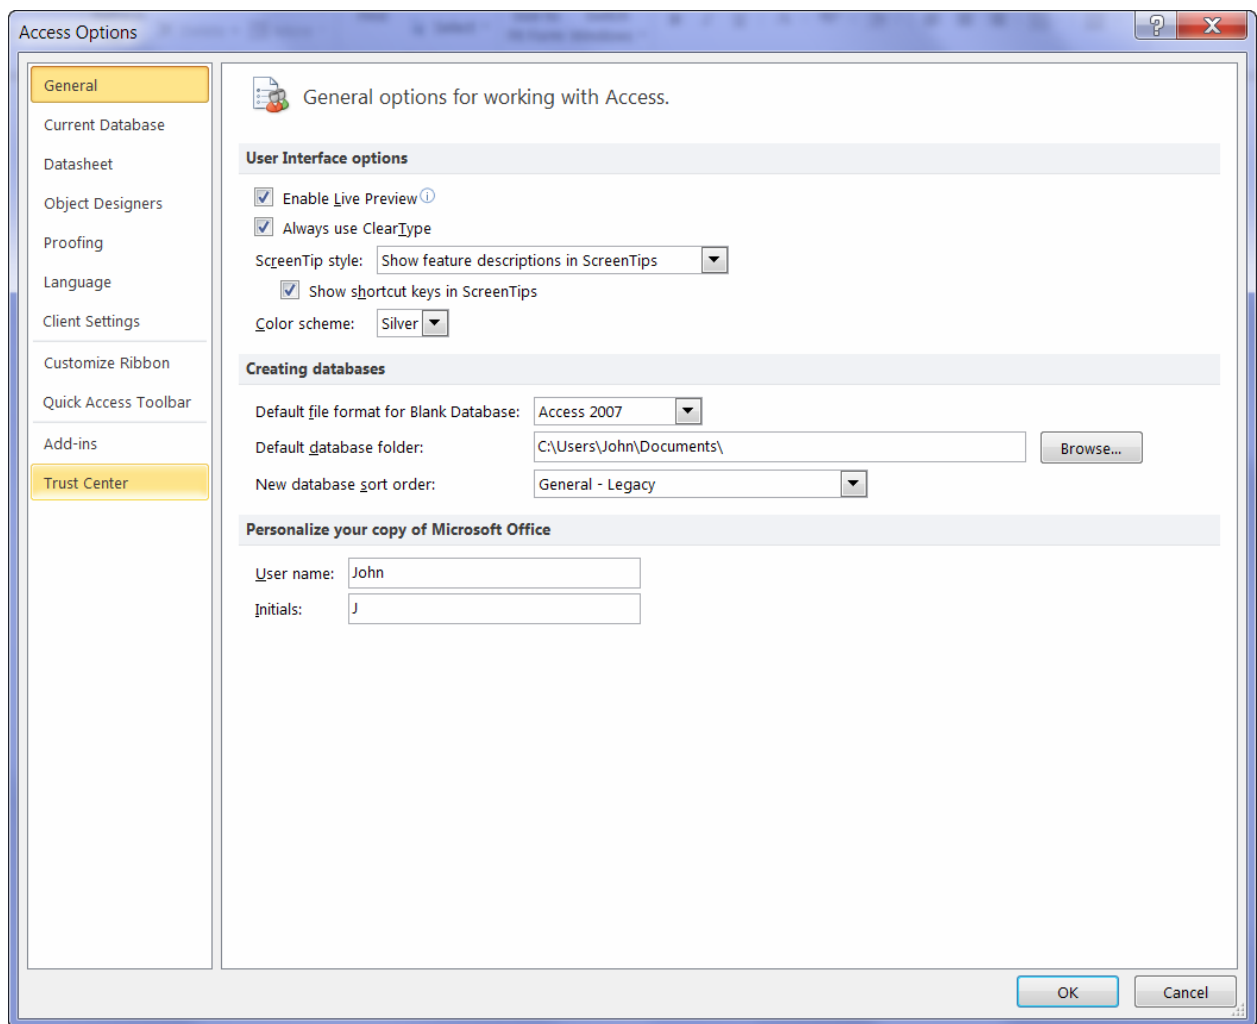 Access Options
General
Current Database
Datasheet
Object Designers
Proofing
Language
Client Settings
Customize Ribbon
Quick Access Toolbar
Add-ins
Trust Center
General options for working with Access.
User Interface options
Enable Live Preview
Always use ClearType
ScreenTip style: Show feature descriptions in ScreenTips
Show shortcut keys in ScreenTips
Color scheme: Silver
Creating databases
Default file format for Blank Database: Access 2007
Default database folder: C:\Users\John\Documents\ Browse...
New database sort order: General - Legacy
Personalize your copy of Microsoft Office
User name: John
Initials: J
OK Cancel